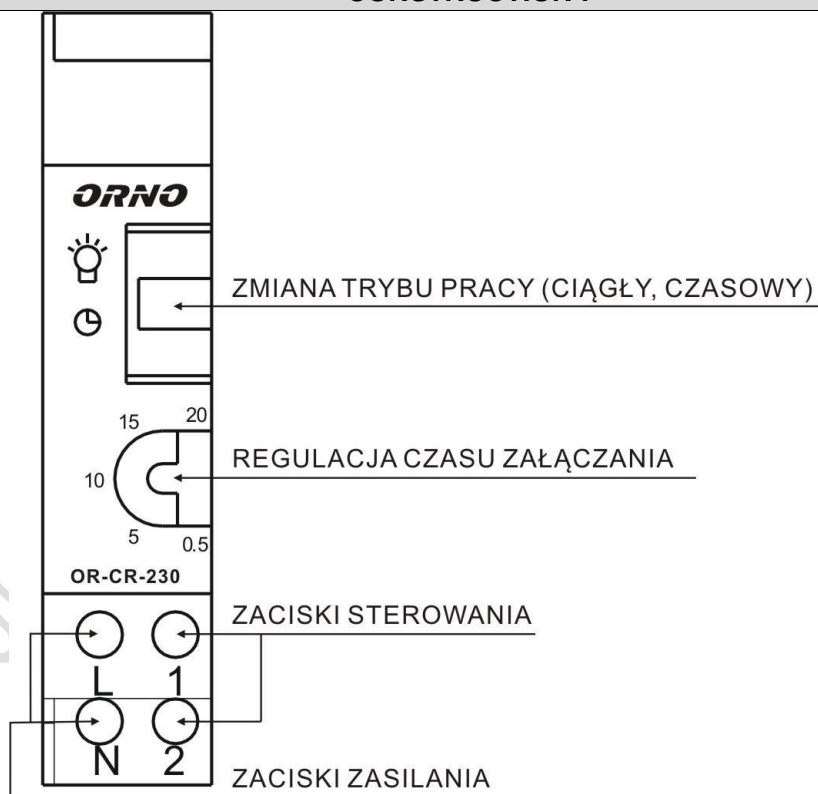 ORNO
ZMIANA TRYBU PRACY (CIĄGŁY, CZASOWY)
15 20
10
REGULACJA CZASU ZAŁĄCZANIA
5 0.5
OR-CR-230
ZACISKI STEROWANIA
L 1
N 2
ZACISKI ZASILANIA